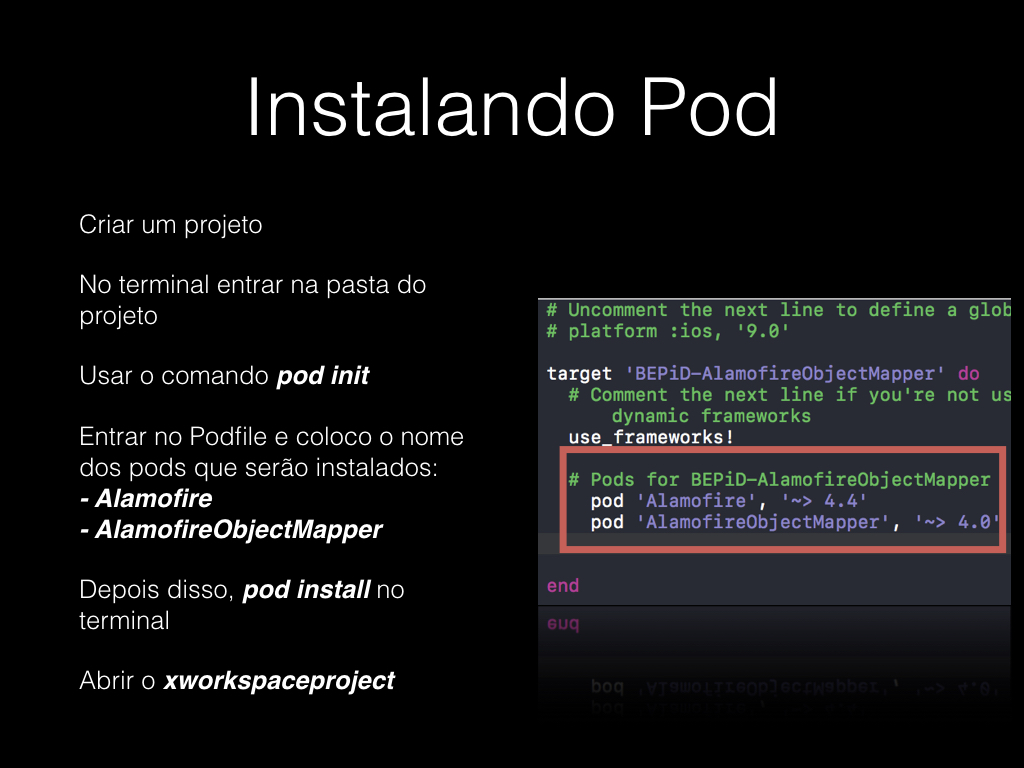 Instalando Pod
Criar um projeto
No terminal entrar na pasta do
projeto
Usar o comando pod init
Entrar no Podfile e coloco o nome
dos pods que serão instalados:
- Alamofire
- AlamofireObjectMapper
Depois disso, pod install no
terminal
Abrir o xworkspaceproject
# Uncomment the next line to define a glob
# platform :ios, '9.0'
target 'BEPiD-AlamofireObjectMapper' do
# Comment the next line if you're not us
dynamic frameworks
use_frameworks!
# Pods for BEPiD-AlamofireObjectMapper
pod 'Alamofire', '~> 4.4'
pod 'AlamofireObjectMapper', '~> 4.0'
end